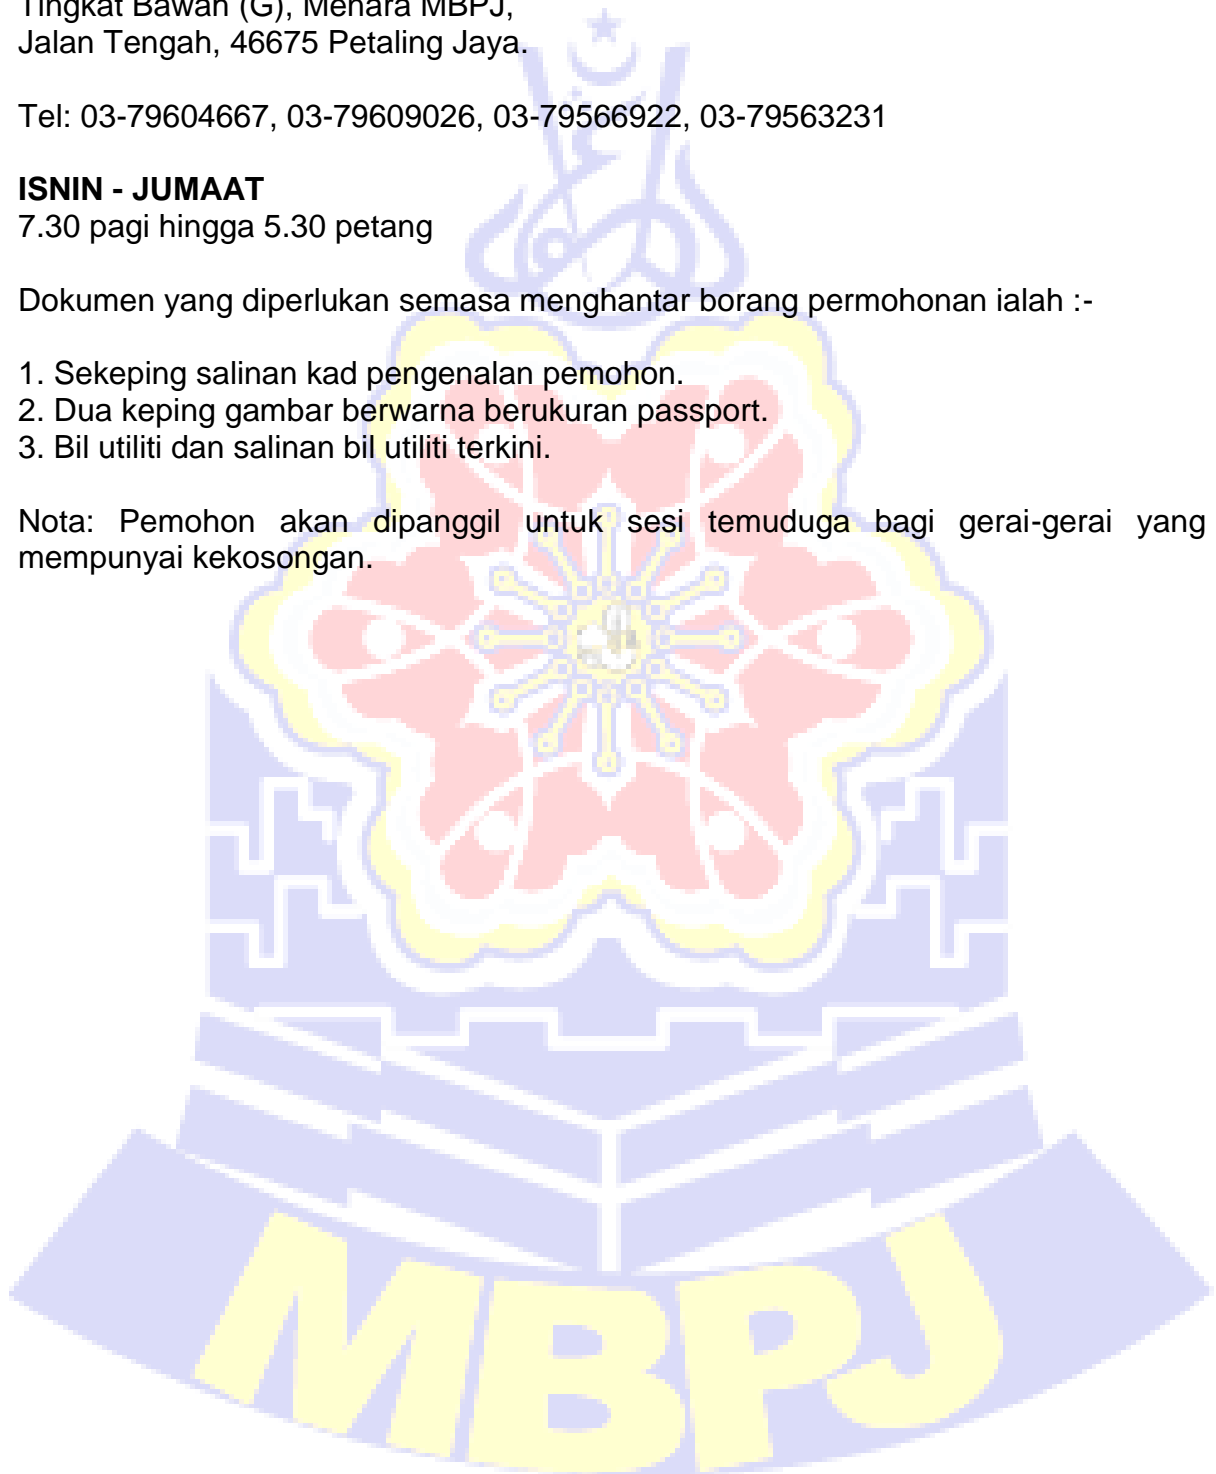 Tingkat Bawah (G), Menara MBPJ,
Jalan Tengah, 46675 Petaling Jaya.
Tel: 03-79604667, 03-79609026, 03-79566922, 03-79563231
ISNIN - JUMAAT
7.30 pagi hingga 5.30 petang
Dokumen yang diperlukan semasa menghantar borang permohonan ialah :-
1. Sekeping salinan kad pengenalan pemohon.
2. Dua keping gambar berwarna berukuran passport.
3. Bil utiliti dan salinan bil utiliti terkini.
Nota: Pemohon akan dipanggil untuk sesi temuduga bagi gerai-gerai yang
mempunyai kekosongan.
MBPJ